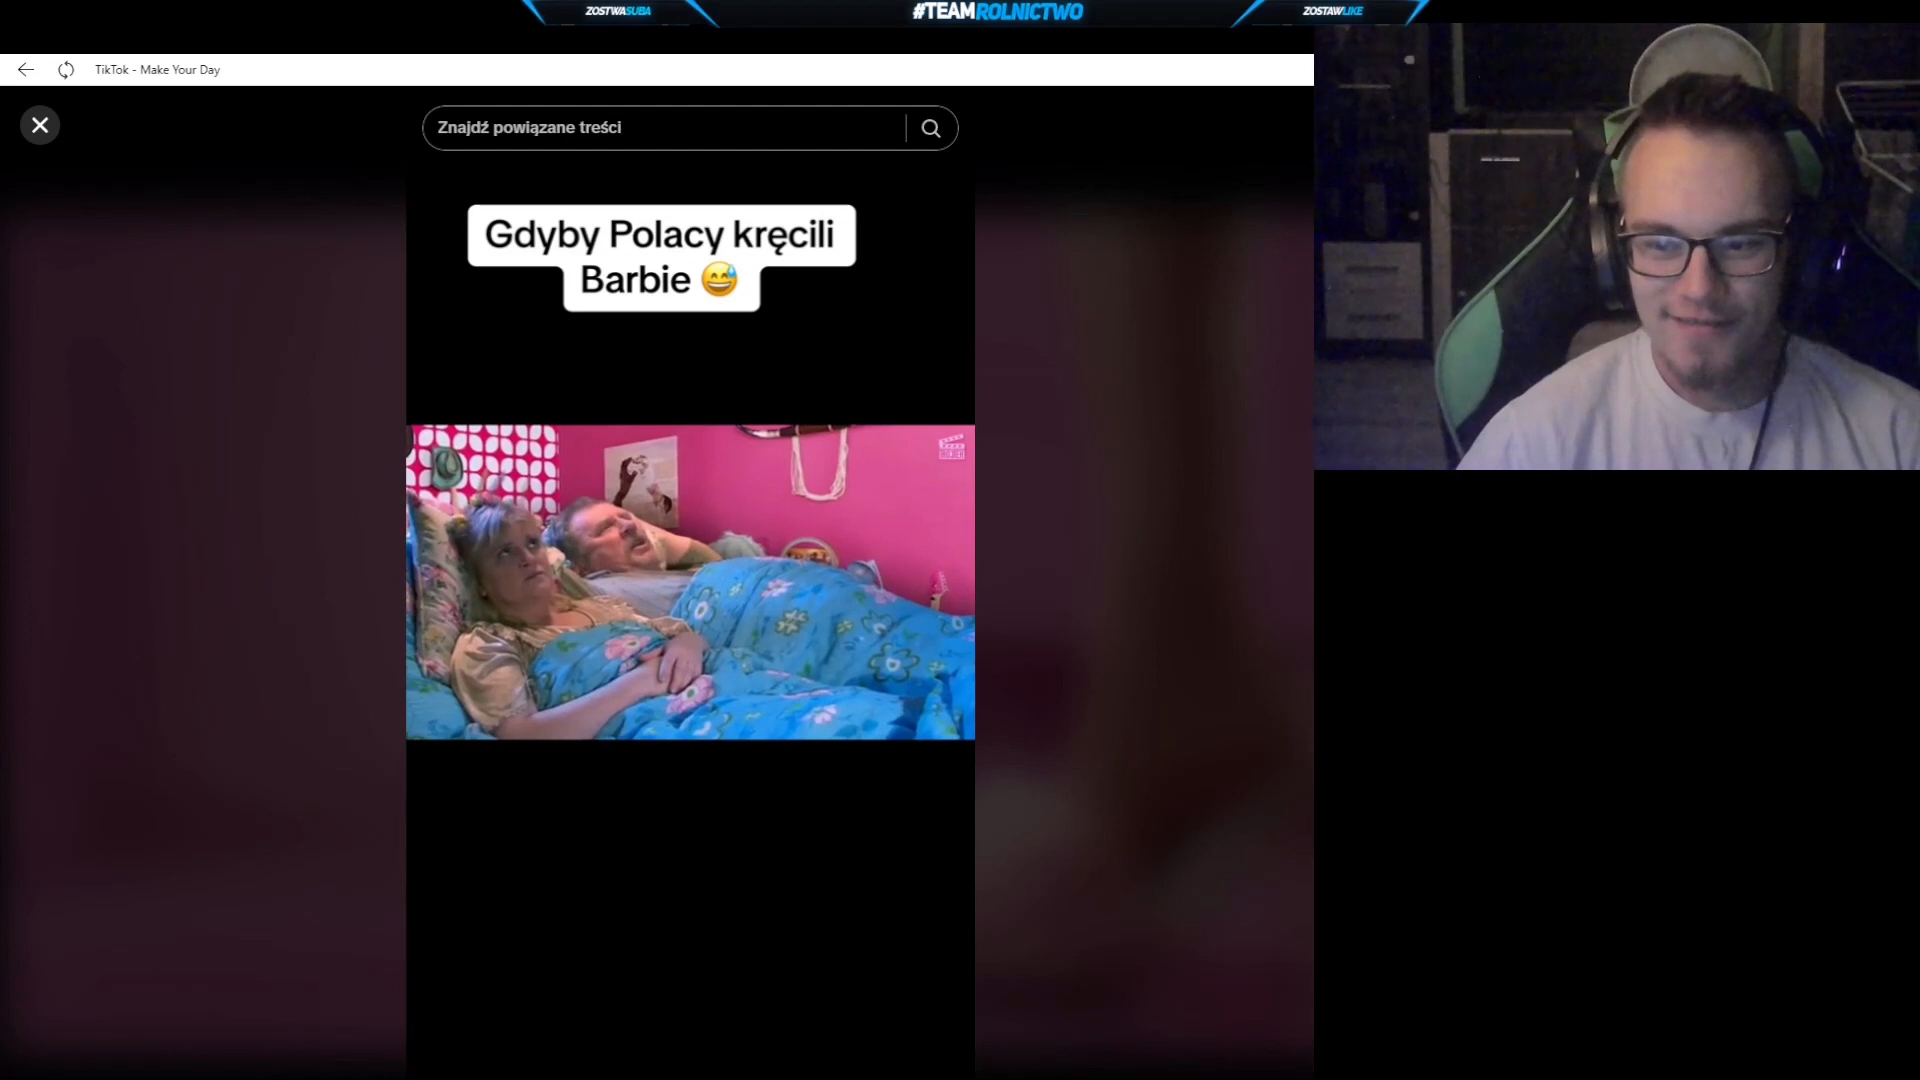 ZOSTWASUBA
#TEAMROLNICTWO
ZOSTAWLIKE
TikTok - Make Your Day
Znajdź powiązane treści
Gdyby Polacy kręcili
Barbie 😅